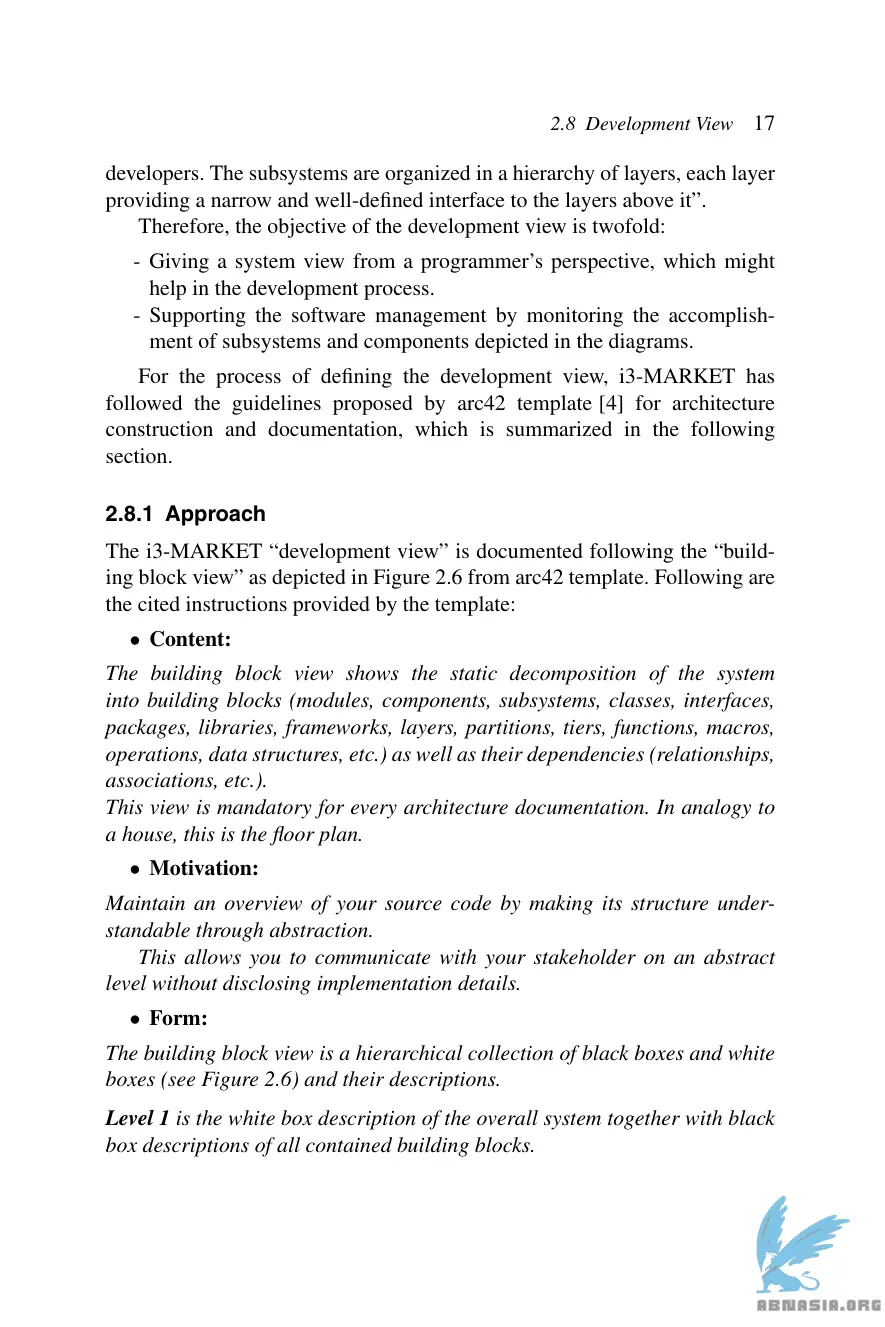 2.8 Development View 17
developers. The subsystems are organized in a hierarchy of layers, each layer
providing a narrow and well-defined interface to the layers above it”.
Therefore, the objective of the development view is twofold:
- Giving a system view from a programmer’s perspective, which might
help in the development process.
- Supporting the software management by monitoring the accomplish-
ment of subsystems and components depicted in the diagrams.
For the process of defining the development view, i3-MARKET has
followed the guidelines proposed by arc42 template [4] for architecture
construction and documentation, which is summarized in the following
section.
2.8.1 Approach
The i3-MARKET “development view” is documented following the “build-
ing block view” as depicted in Figure 2.6 from arc42 template. Following are
the cited instructions provided by the template:
• Content:
The building block view shows the static decomposition of the system
into building blocks (modules, components, subsystems, classes, interfaces,
packages, libraries, frameworks, layers, partitions, tiers, functions, macros,
operations, data structures, etc.) as well as their dependencies (relationships,
associations, etc.).
This view is mandatory for every architecture documentation. In analogy to
a house, this is the floor plan.
• Motivation:
Maintain an overview of your source code by making its structure under-
standable through abstraction.
This allows you to communicate with your stakeholder on an abstract
level without disclosing implementation details.
• Form:
The building block view is a hierarchical collection of black boxes and white
boxes (see Figure 2.6) and their descriptions.
Level 1 is the white box description of the overall system together with black
box descriptions of all contained building blocks.
ABNASIA.ORG